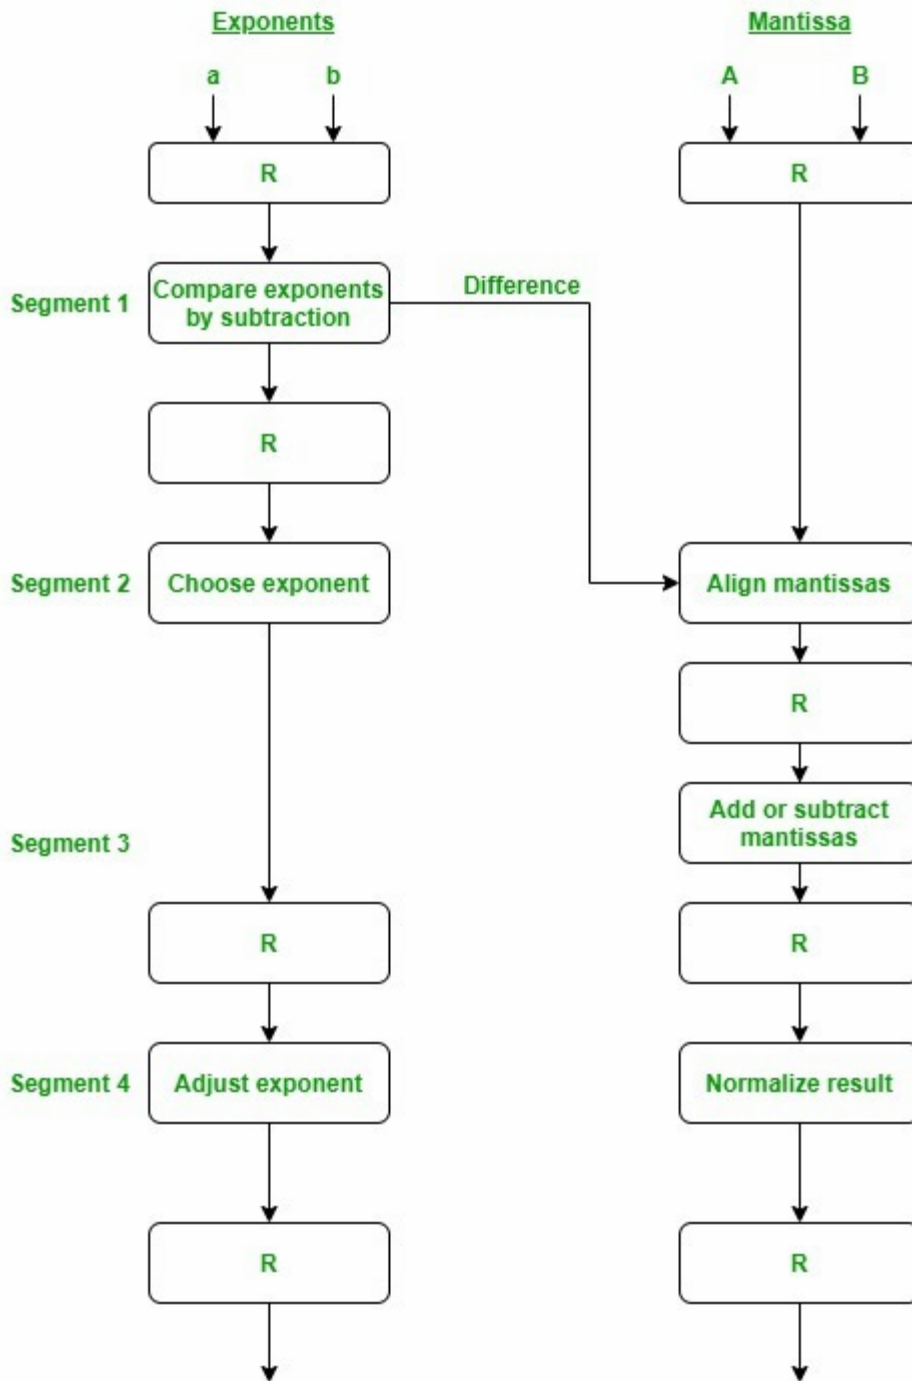 Exponents
Mantissa
a
b
A
B
R
R
Segment 1
Compare exponents
by subtraction
Difference
R
Segment 2
Choose exponent
Align mantissas
R
Segment 3
Add or subtract
mantissas
R
R
Segment 4
Adjust exponent
Normalize result
R
R